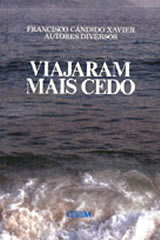 FRANCISCO CÂNDIDO XAVIER
AUTORES DIVERSOS
VIAJARAM
MAIS CEDO